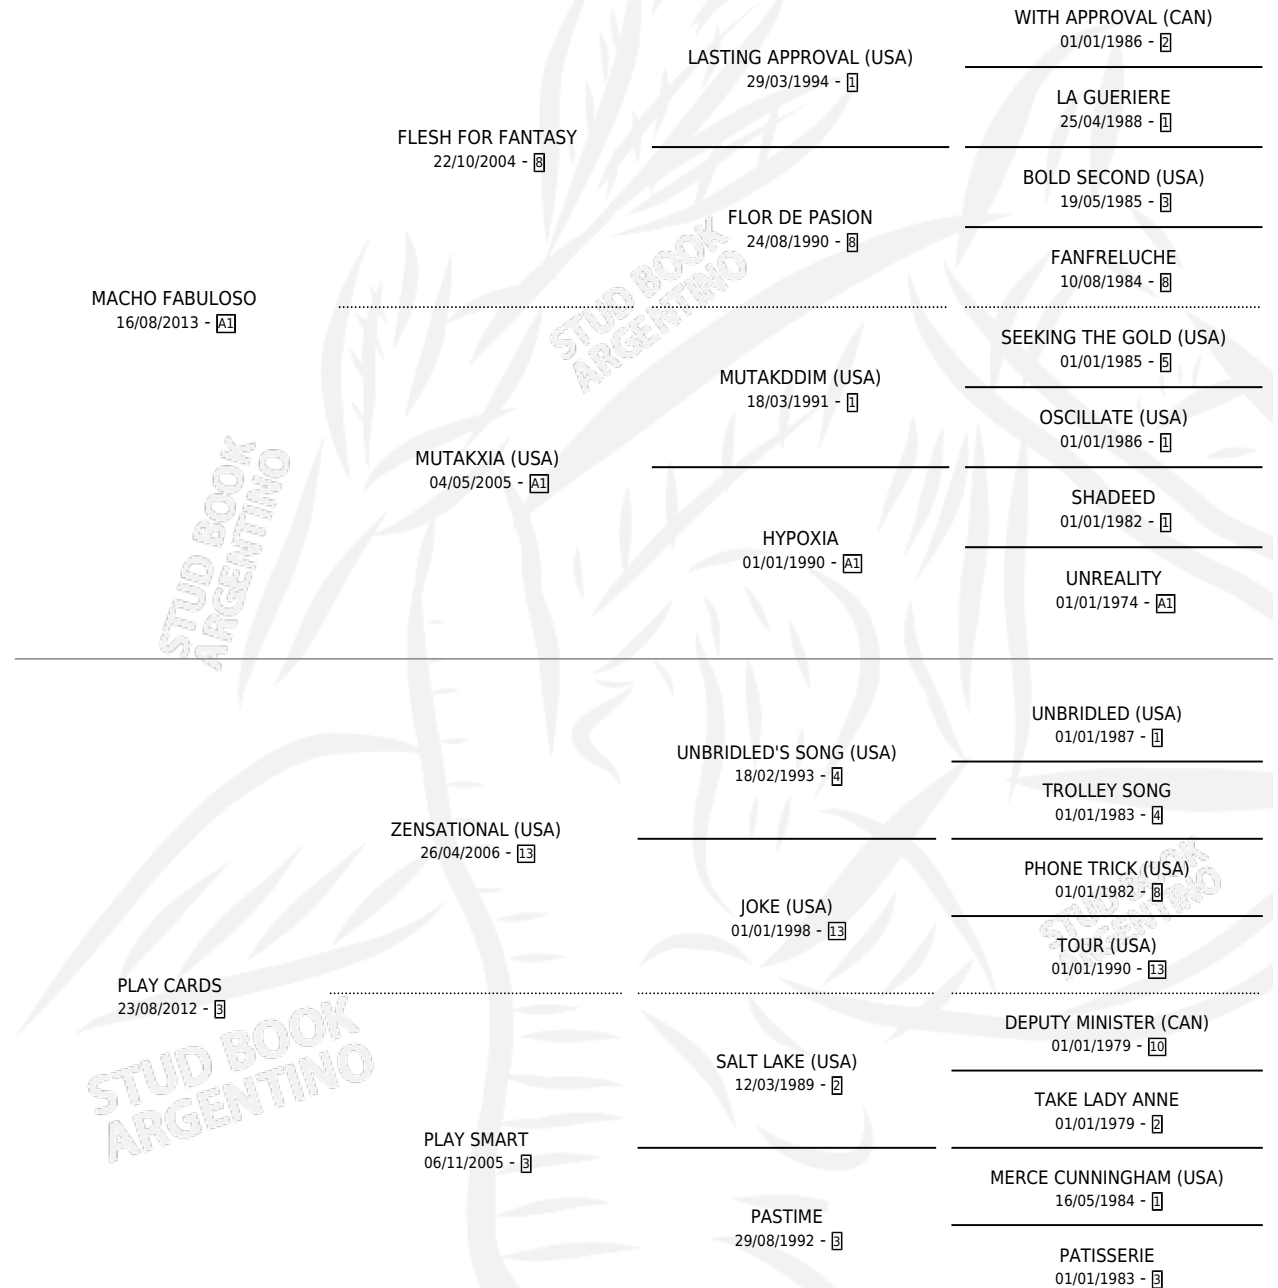 WITH APPROVAL (CAN)
01/01/1986 - 2
LASTING APPROVAL (USA)
29/03/1994 - 1
LA GUERIERE
25/04/1988 - 1
FLESH FOR FANTASY
22/10/2004 - 8
BOLD SECOND (USA)
19/05/1985 - 3
FLOR DE PASION
24/08/1990 - 8
FANFRELUCHE
10/08/1984 - 8
MACHO FABULOSO
16/08/2013 - A1
STUD BOOK
ARGENTINO
SEEKING THE GOLD (USA)
01/01/1985 - 5
MUTAKDDIM (USA)
18/03/1991 - 1
OSCILLATE (USA)
01/01/1986 - 1
MUTAKXIA (USA)
04/05/2005 - A1
SHADEED
01/01/1982 - 1
HYPOXIA
01/01/1990 - A1
UNREALITY
01/01/1974 - A1
STUD BOOK
ARGENTINO
UNBRIDLED (USA)
01/01/1987 - 1
UNBRIDLED'S SONG (USA)
18/02/1993 - 4
TROLLEY SONG
01/01/1983 - 4
ZENSATIONAL (USA)
26/04/2006 - 13
PHONE TRICK (USA)
01/01/1982 - 8
JOKE (USA)
01/01/1998 - 13
STUD BOOK
ARGENTINO
TOUR (USA)
01/01/1990 - 13
PLAY CARDS
23/08/2012 - 3
STUD BOOK
ARGENTINO
DEPUTY MINISTER (CAN)
01/01/1979 - 10
SALT LAKE (USA)
12/03/1989 - 2
TAKE LADY ANNE
01/01/1979 - 2
PLAY SMART
06/11/2005 - 3
MERCE CUNNINGHAM (USA)
16/05/1984 - 1
PASTIME
29/08/1992 - 3
PATISSERIE
01/01/1983 - 3